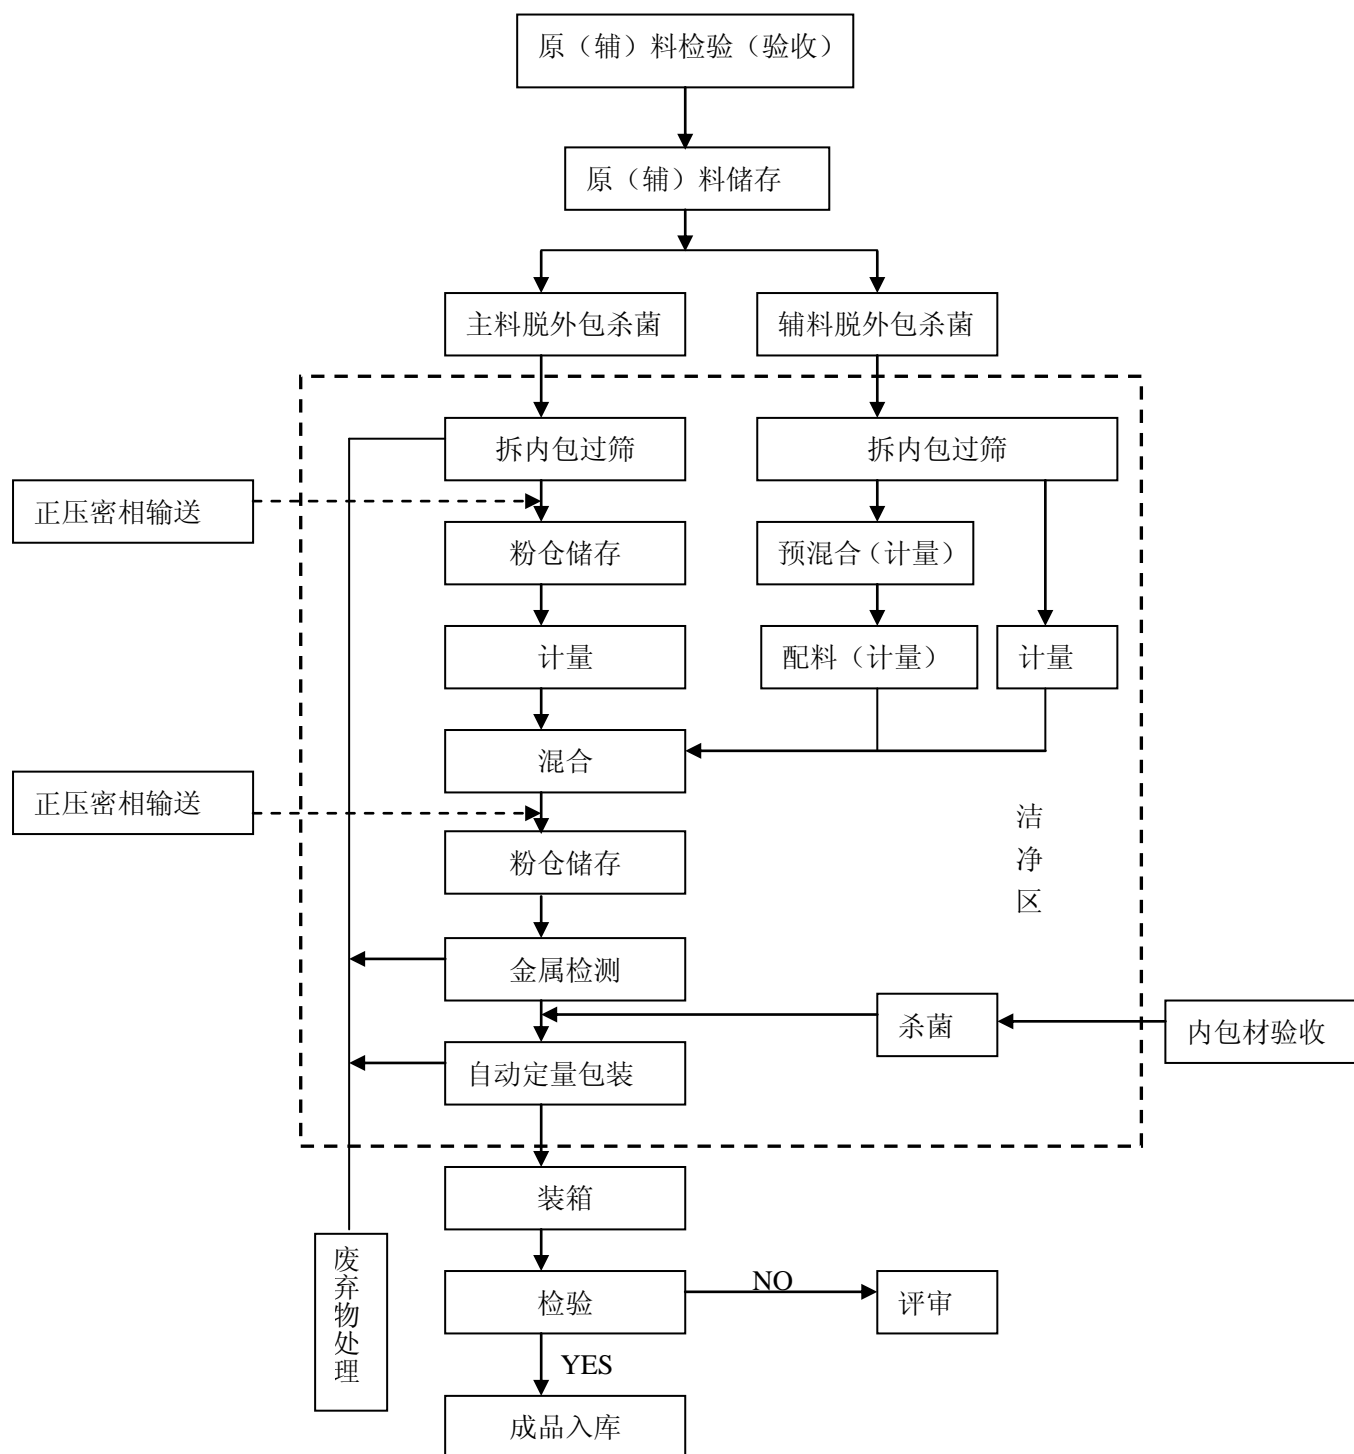 原（辅）料检验（验收）
原（辅）料储存
主料脱外包杀菌
辅料脱外包杀菌
拆内包过筛
拆内包过筛
正压密相输送
粉仓储存
预混合（计量）
计量
配料（计量）
计量
混合
正压密相输送
粉仓储存
洁
净
区
金属检测
杀菌
内包材验收
自动定量包装
装箱
废
弃
物
处
理
检验
NO
评审
YES
成品入库